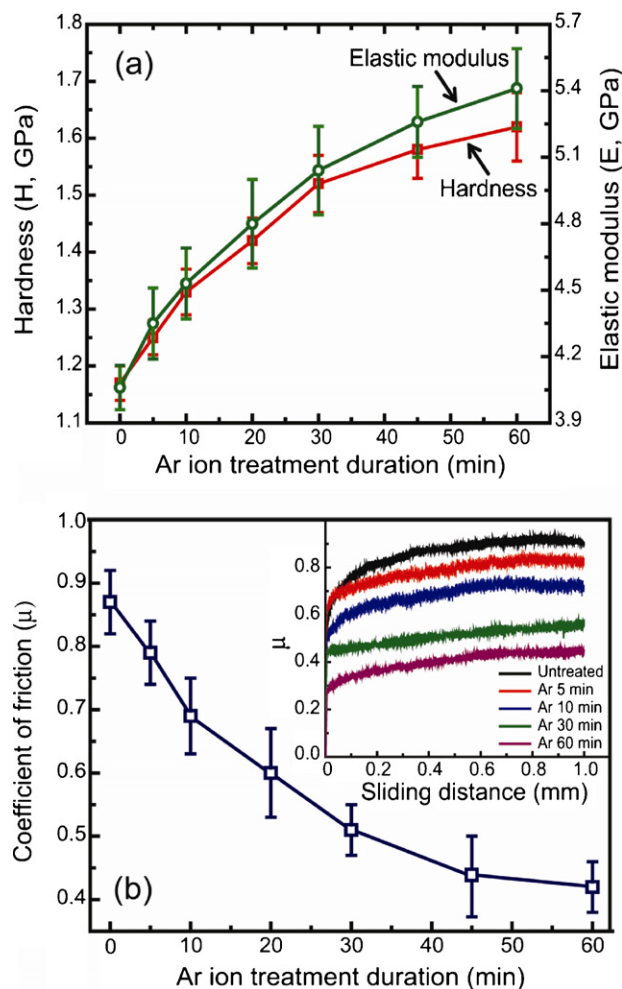 (a)
Elastic modulus
Hardness
Hardness (H, GPa)
1.8
1.7
1.6
1.5
1.4
1.3
1.2
1.1
Elastic modulus (E, GPa)
5.7
5.4
5.1
4.8
4.5
4.2
3.9
0 10 20 30 40 50 60
Ar ion treatment duration (min)
Coefficient of friction (μ)
1.0
0.9
0.8
0.7
0.6
0.5
0.4
μ
0.8
0.6
0.4
0.2
0.0
Untreated
Ar 5 min
Ar 10 min
Ar 30 min
Ar 60 min
0.0 0.2 0.4 0.6 0.8 1.0
Sliding distance (mm)
(b)
0 10 20 30 40 50 60
Ar ion treatment duration (min)